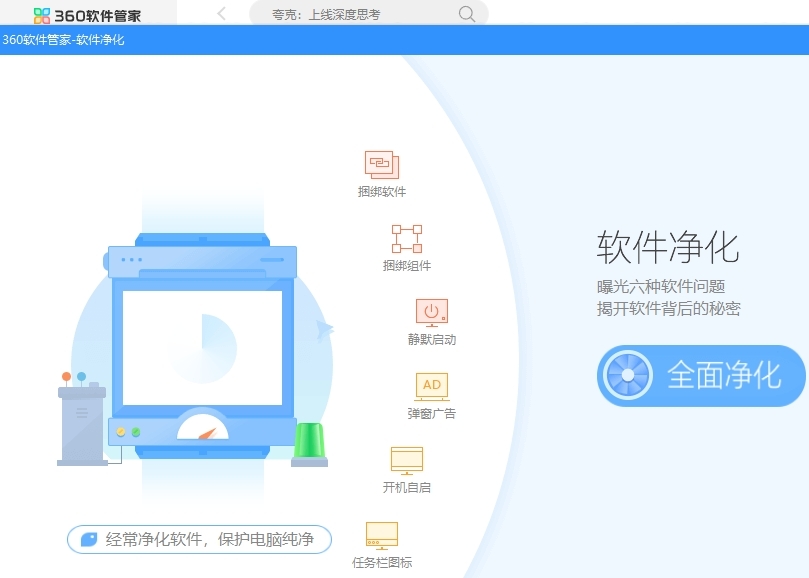 360软件管家
夸克：上线深度思考
360软件管家-软件净化
捆绑软件
捆绑组件
静默启动
AD
弹窗广告
开机自启
任务栏图标
软件净化
曝光六种软件问题
揭开软件背后的秘密
全面净化
经常净化软件，保护电脑纯净